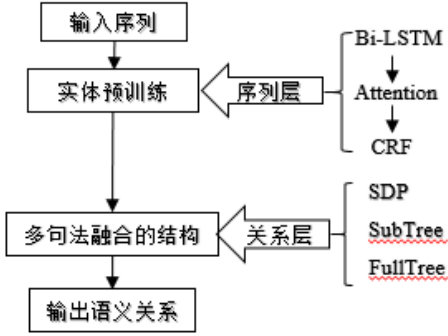 输入序列
实体预训练
序列层
Bi-LSTM
Attention
CRF
多句法融合的结构
关系层
SDP
SubTree
FullTree
输出语义关系